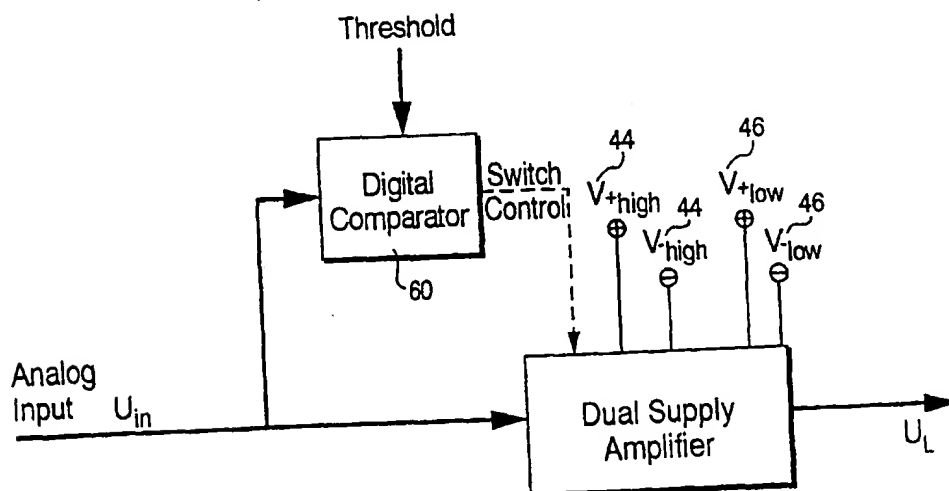 Threshold
Digital
Comparator
60
Switch
Control
44
V+high
44
V-high
46
V+low
46
V-low
Analog
Input Uin
Dual Supply
Amplifier
UL